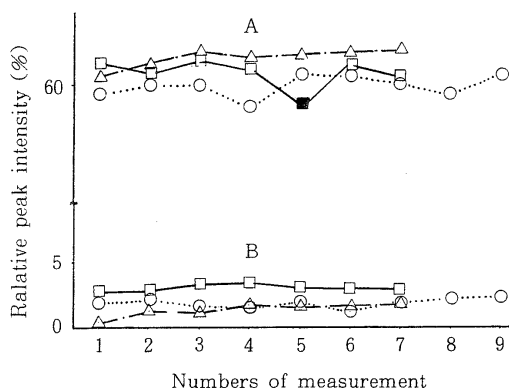 A
60
B
5
0
1 2 3 4 5 6 7 8 9
Numbers of measurement
Ralative peak intensity (%)